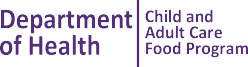 Department
of Health
Child and
Adult Care
Food Program